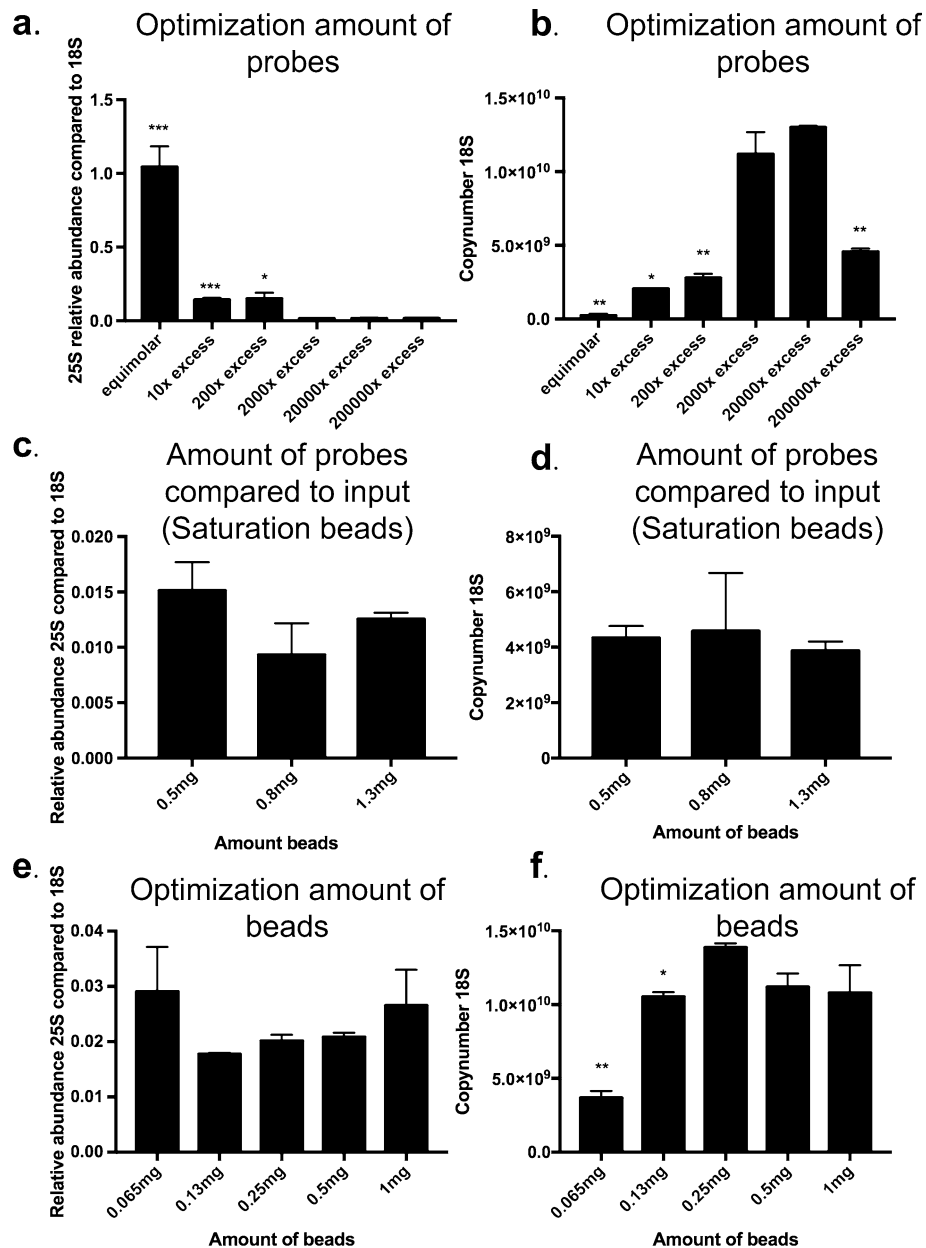 a.
Optimization amount of
probes
25S relative abundance compared to 18S
1.5
1.0
0.5
0.0
***
***
*
equimolar
10x excess
200x excess
2000x excess
20000x excess
200000x excess
b.
Optimization amount of
probes
Copynumber 18S
1.5×10¹⁰
1.0×10¹⁰
5.0×10⁹
0.0
**
*
**
**
equimolar
10x excess
200x excess
2000x excess
20000x excess
200000x excess
c.
Amount of probes
compared to input
(Saturation beads)
Relative abundance 25S compared to 18S
0.020
0.015
0.010
0.005
0.000
0.5mg
0.8mg
1.3mg
Amount beads
d.
Amount of probes
compared to input
(Saturation beads)
Copynumber 18S
8×10⁹
6×10⁹
4×10⁹
2×10⁹
0
0.5mg
0.8mg
1.3mg
Amount of beads
e.
Optimization amount of
beads
Relative abundance 25S compared to 18S
0.04
0.03
0.02
0.01
0.00
0.065mg
0.13mg
0.25mg
0.5mg
1mg
Amount of beads
f.
Optimization amount of
beads
Copynumber 18S
1.5×10¹⁰
1.0×10¹⁰
5.0×10⁹
0.0
**
*
0.065mg
0.13mg
0.25mg
0.5mg
1mg
Amount of beads